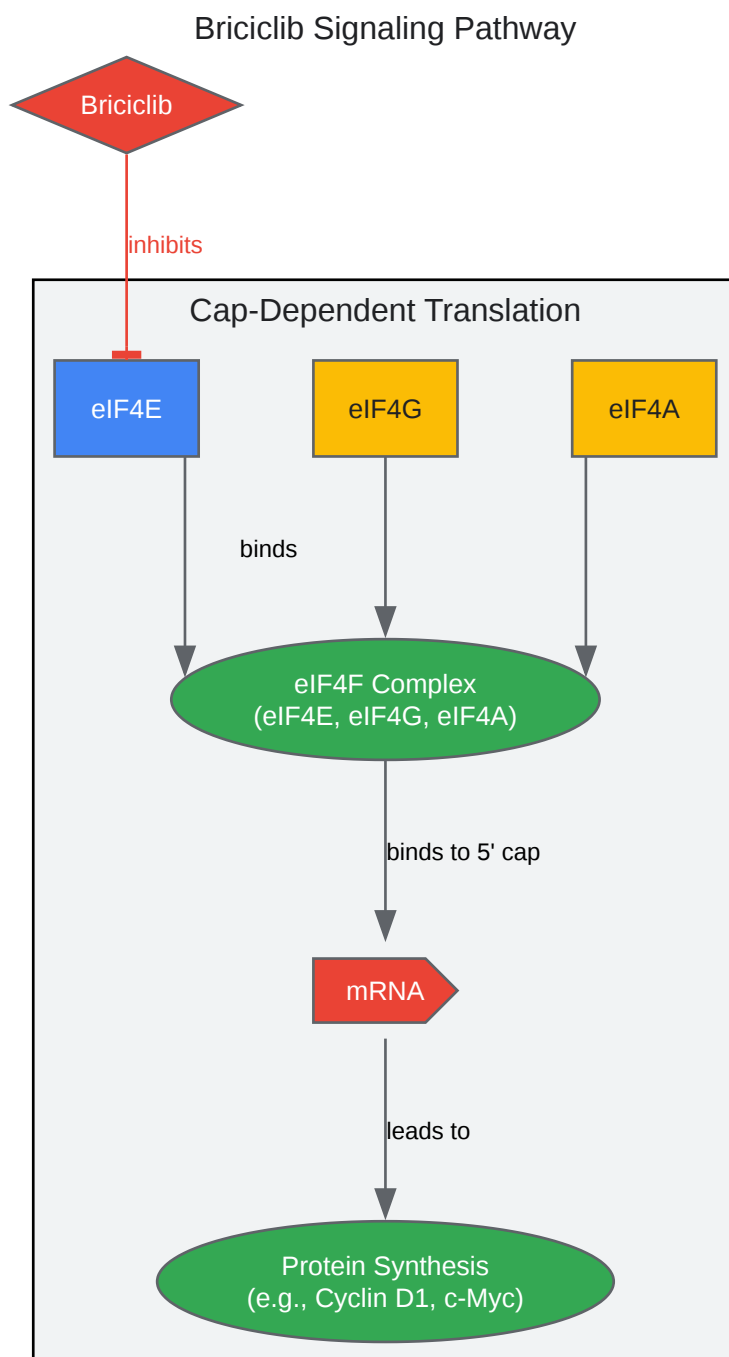 Briciclib Signaling Pathway
Briciclib
inhibits
Cap-Dependent Translation
eIF4E
eIF4G
eIF4A
binds
eIF4F Complex
(eIF4E, eIF4G, eIF4A)
binds to 5' cap
mRNA
leads to
Protein Synthesis
(e.g., Cyclin D1, c-Myc)